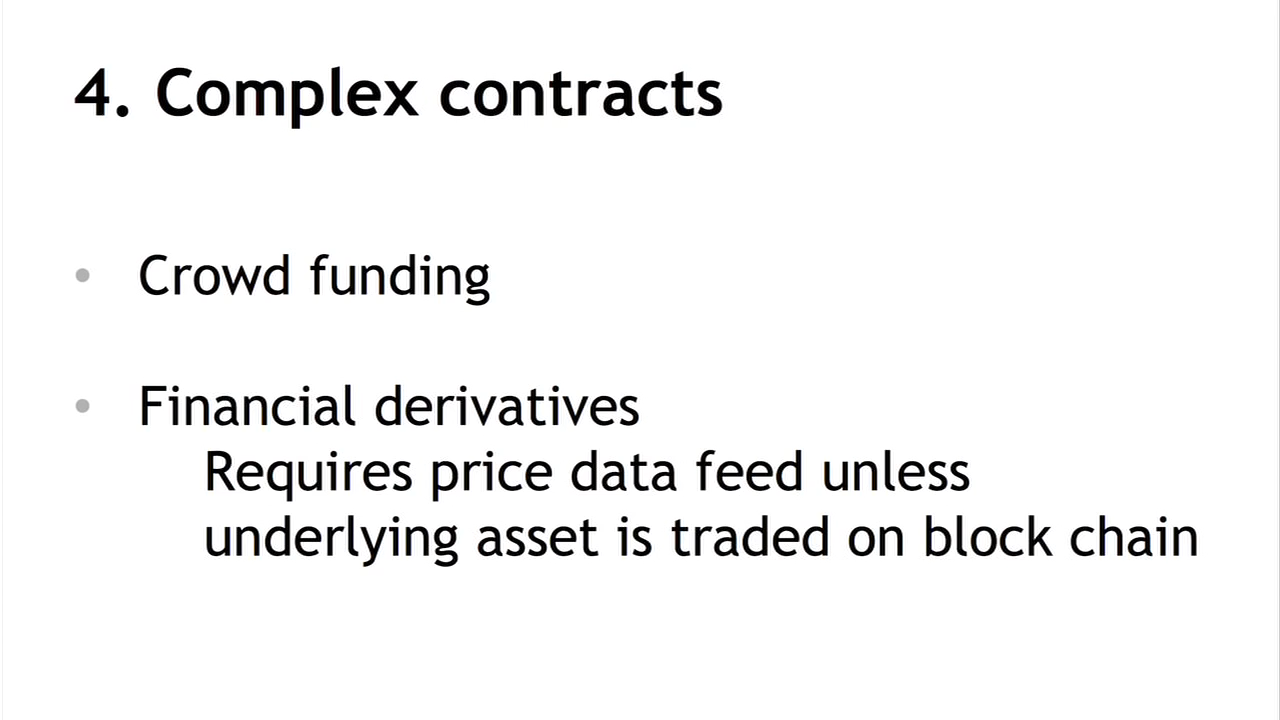 4. Complex contracts
• Crowd funding
• Financial derivatives
Requires price data feed unless
underlying asset is traded on block chain